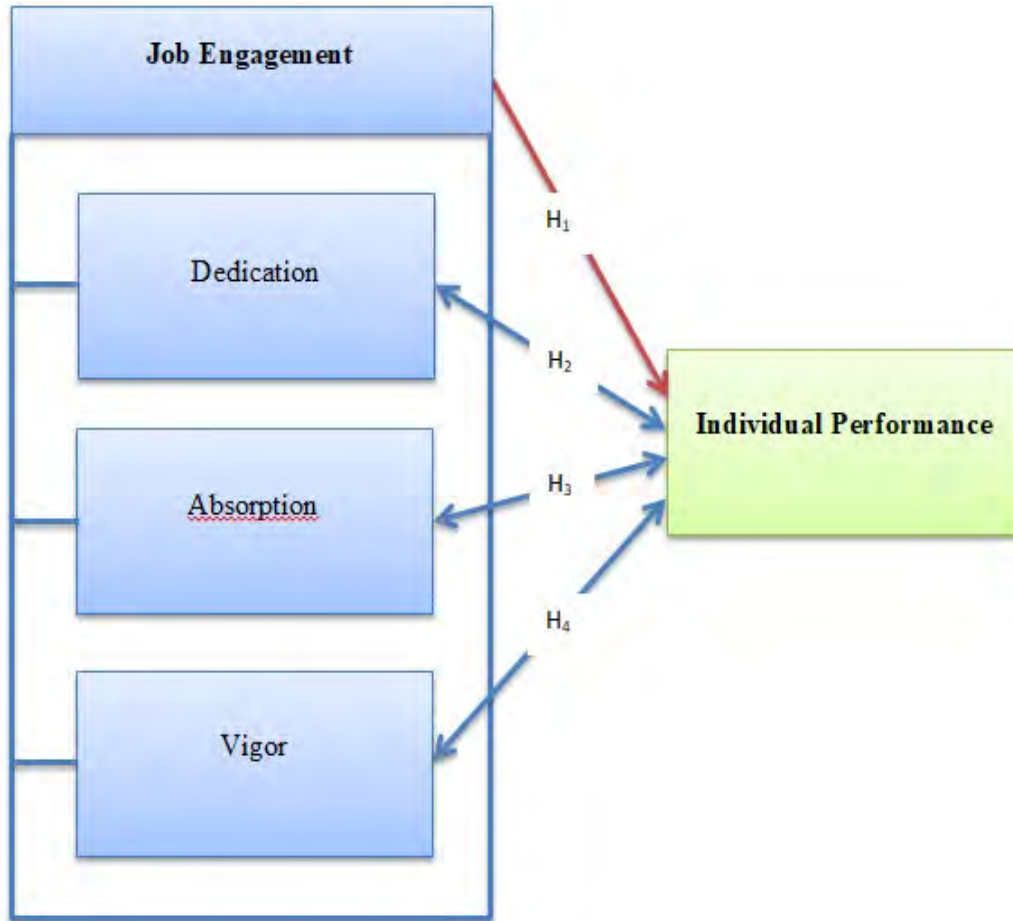 Job Engagement
H₁
Dedication
H₂
Individual Performance
Absorption
H₃
H₄
Vigor